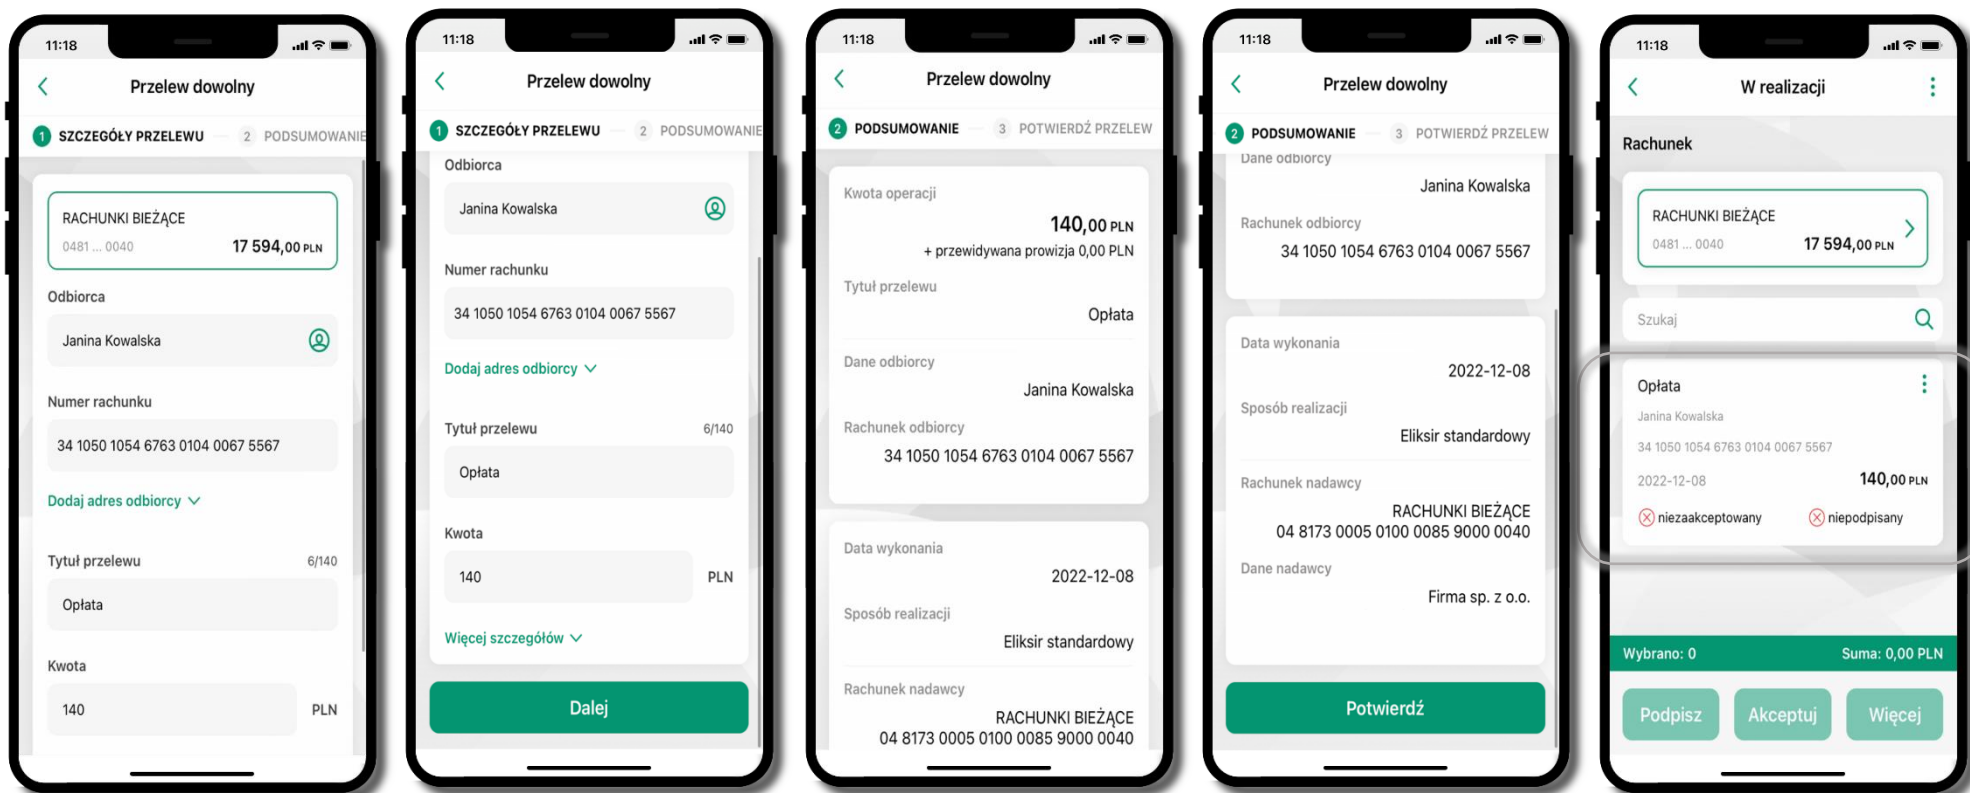 11:18
Przelew dowolny
1 SZCZEGÓŁY PRZELEWU 2 PODSUMOWANIE
RACHUNKI BIEŻĄCE
0481 ... 0040 17 594,00 PLN
Odbiorca
Janina Kowalska
Numer rachunku
34 1050 1054 6763 0104 0067 5567
Dodaj adres odbiorcy
Tytuł przelewu 6/140
Opłata
Kwota
140 PLN
11:18
Przelew dowolny
1 SZCZEGÓŁY PRZELEWU 2 PODSUMOWANIE
Odbiorca
Janina Kowalska
Numer rachunku
34 1050 1054 6763 0104 0067 5567
Dodaj adres odbiorcy
Tytuł przelewu 6/140
Opłata
Kwota
140 PLN
Więcej szczegółów
Dalej
11:18
Przelew dowolny
2 PODSUMOWANIE 3 POTWIERDŹ PRZELEW
Kwota operacji
140,00 PLN
+ przewidywana prowizja 0,00 PLN
Tytuł przelewu
Opłata
Dane odbiorcy
Janina Kowalska
Rachunek odbiorcy
34 1050 1054 6763 0104 0067 5567
Data wykonania
2022-12-08
Sposób realizacji
Eliksir standardowy
Rachunek nadawcy
RACHUNKI BIEŻĄCE
04 8173 0005 0100 0085 9000 0040
11:18
Przelew dowolny
2 PODSUMOWANIE 3 POTWIERDŹ PRZELEW
Dane odbiorcy
Janina Kowalska
Rachunek odbiorcy
34 1050 1054 6763 0104 0067 5567
Data wykonania
2022-12-08
Sposób realizacji
Eliksir standardowy
Rachunek nadawcy
RACHUNKI BIEŻĄCE
04 8173 0005 0100 0085 9000 0040
Dane nadawcy
Firma sp. z o.o.
Potwierdź
11:18
W realizacji
Rachunek
RACHUNKI BIEŻĄCE
0481 ... 0040 17 594,00 PLN
Szukaj
Opłata
Janina Kowalska
34 1050 1054 6763 0104 0067 5567
2022-12-08 140,00 PLN
niezaakceptowany niepodpisany
Wybrano: 0 Suma: 0,00 PLN
Podpisz Akceptuj Więcej